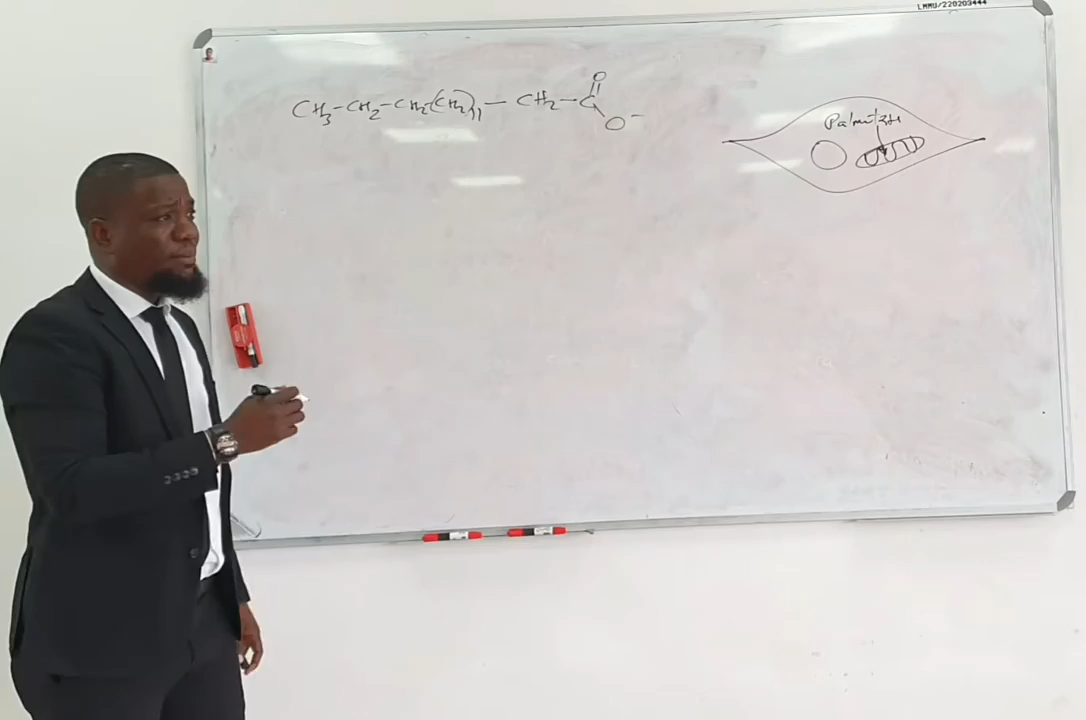 LMMU/220203444
CH₃-CH₂-CH₂(CH₂)₁₁-CH₂-C
O
O⁻
Palmitate